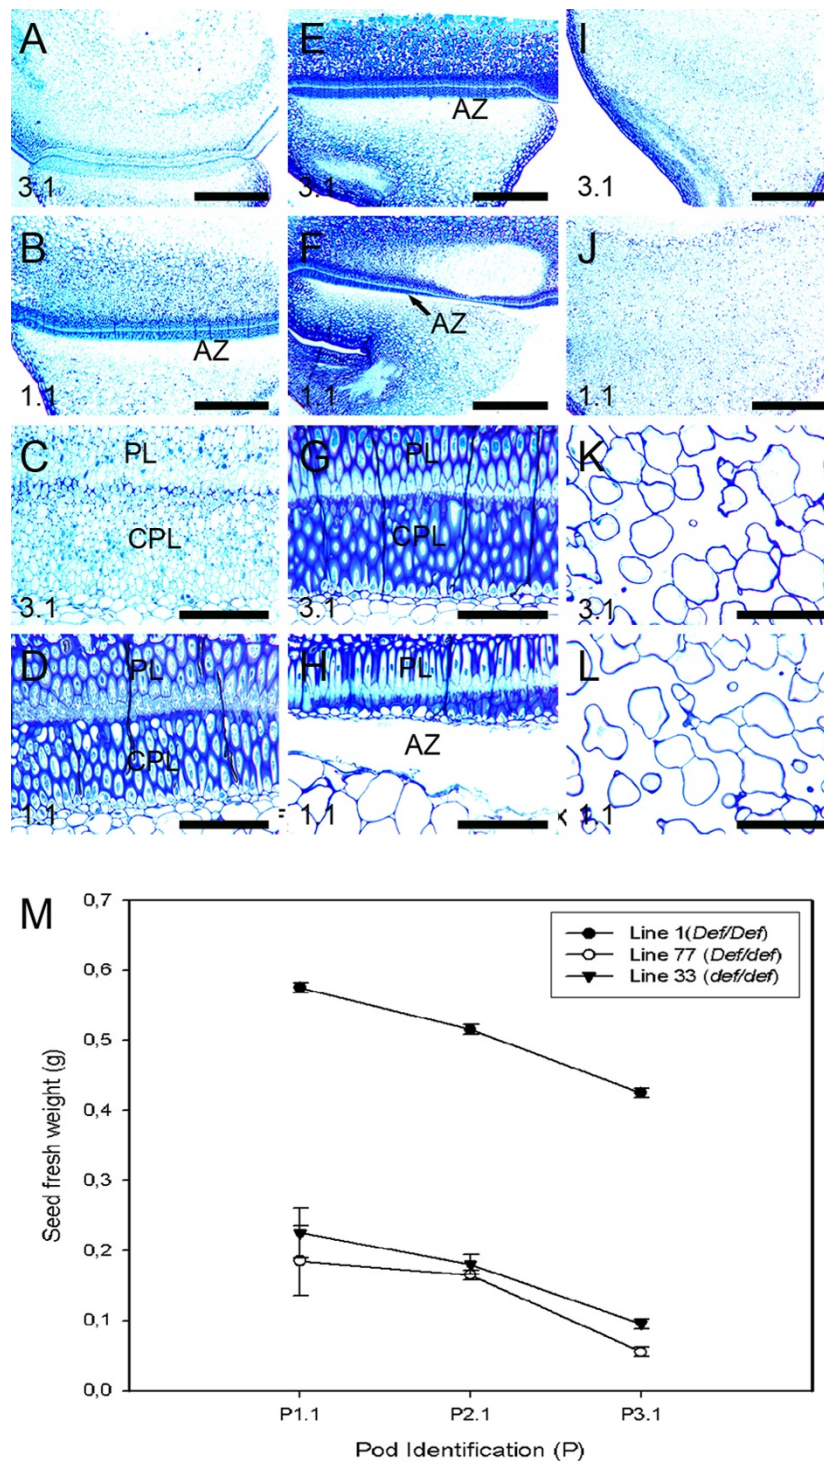 A
3.1
E
AZ
3.1
I
3.1
B
AZ
1.1
F
AZ
1.1
J
1.1
C
PL
CPL
3.1
G
PL
CPL
3.1
K
3.1
D
PL
CPL
1.1
=
H
PL
AZ
1.1
x
L
1.1
M
0,7
0,6
0,5
0,4
0,3
0,2
0,1
0,0
Seed fresh weight (g)
Line 1(Def/Def)
Line 77 (Def/def)
Line 33 (def/def)
P1.1
P2.1
P3.1
Pod Identification (P)